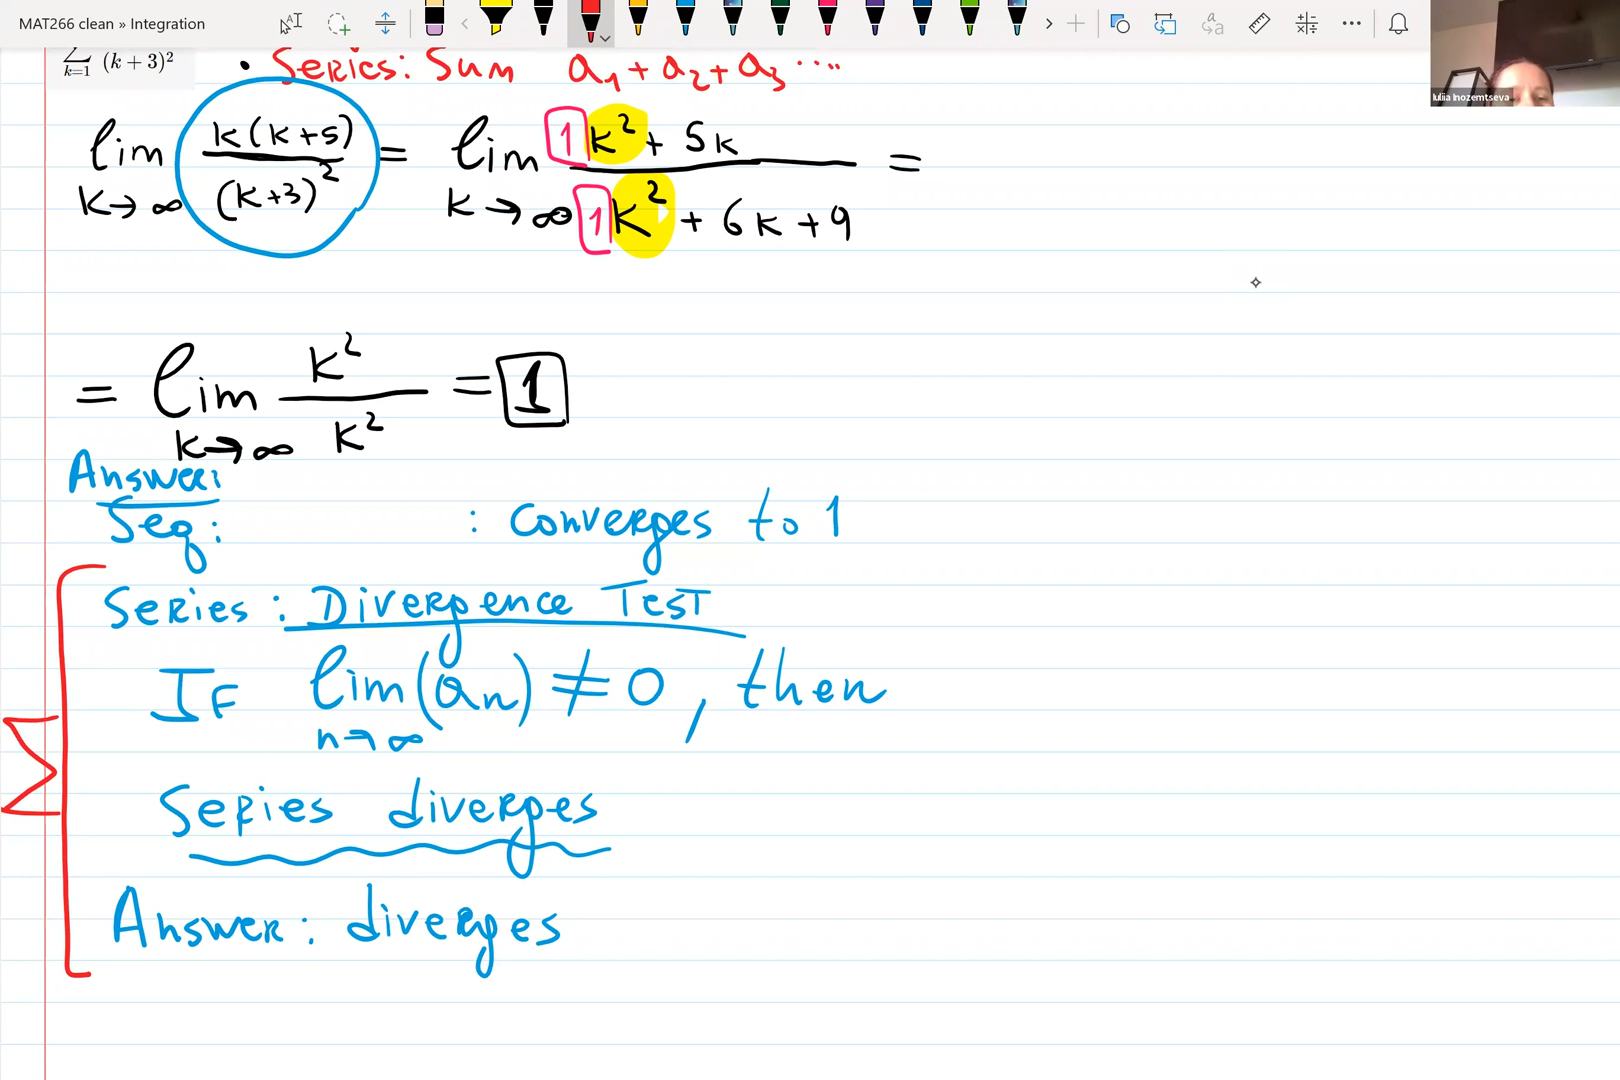 MAT266 clean » Integration
Iuliia Inozemtseva
∑ k=1 (k + 3)²
• Series: Sum a₁ + a₂ + a₃ ....
lim k→∞ k(k+5) / (k+3)² = lim k→∞ 1k² + 5k / 1k² + 6k + 9 =
= lim k→∞ k² / k² = 1
Answer:
Seq: : converges to 1
Series: Divergence Test
If lim n→∞ (aₙ) ≠ 0, then
Series diverges
Answer: diverges